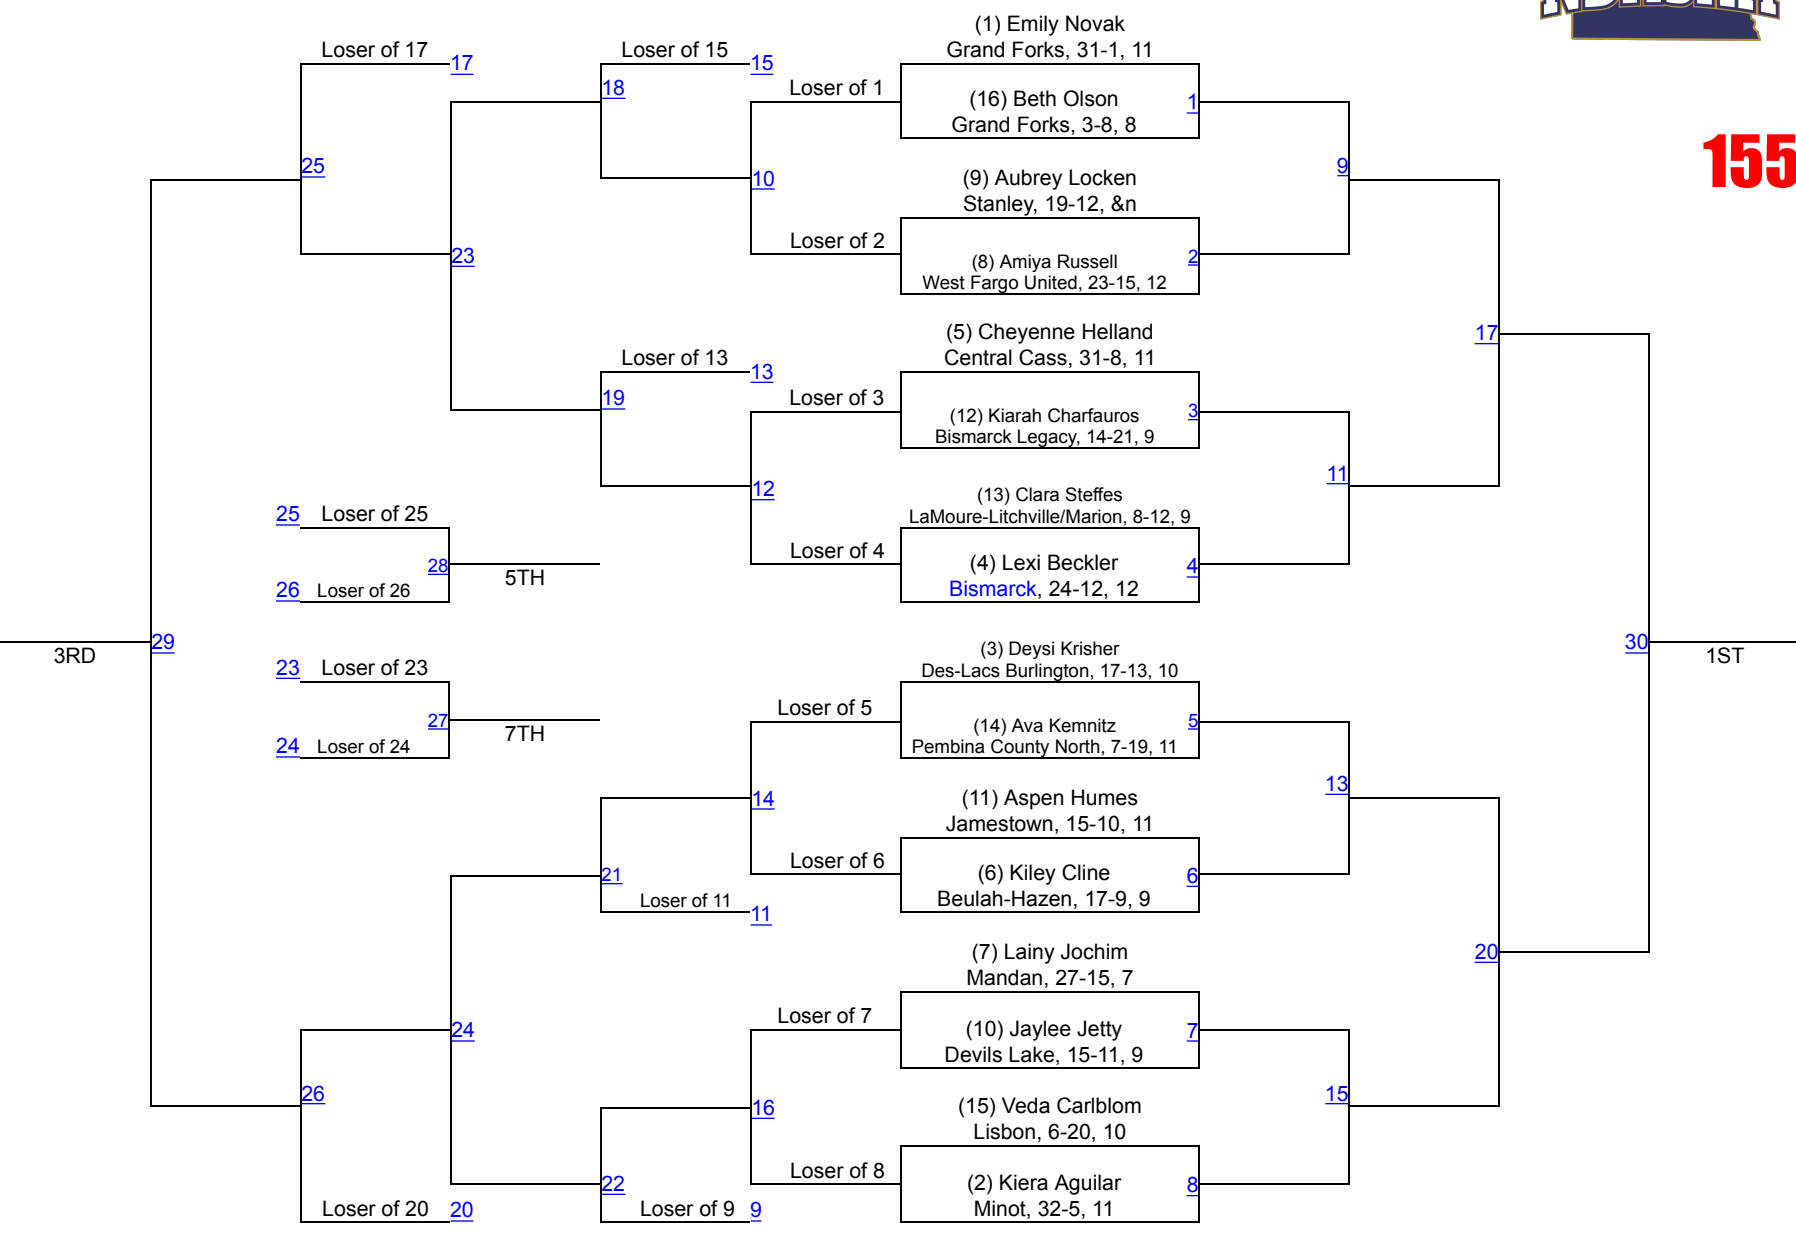 (1) Emily Novak
Grand Forks, 31-1, 11
Loser of 17
17
Loser of 15
15
18
Loser of 1
(16) Beth Olson
Grand Forks, 3-8, 8
1
155
25
10
(9) Aubrey Locken
Stanley, 19-12, &n
9
23
Loser of 2
(8) Amiya Russell
West Fargo United, 23-15, 12
2
(5) Cheyenne Helland
Central Cass, 31-8, 11
17
Loser of 13
13
19
Loser of 3
(12) Kiarah Charfauros
Bismarck Legacy, 14-21, 9
3
12
11
(13) Clara Steffes
LaMoure-Litchville/Marion, 8-12, 9
25
Loser of 25
28
5TH
Loser of 4
(4) Lexi Beckler
Bismarck, 24-12, 12
4
26
Loser of 26
3RD
29
(3) Deysi Krisher
Des-Lacs Burlington, 17-13, 10
30
1ST
23
Loser of 23
27
7TH
Loser of 5
(14) Ava Kemnitz
Pembina County North, 7-19, 11
5
24
Loser of 24
14
(11) Aspen Humes
Jamestown, 15-10, 11
13
21
Loser of 6
(6) Kiley Cline
Beulah-Hazen, 17-9, 9
6
Loser of 11
11
(7) Lainy Jochim
Mandan, 27-15, 7
20
24
Loser of 7
(10) Jaylee Jetty
Devils Lake, 15-11, 9
7
26
16
(15) Veda Carlblom
Lisbon, 6-20, 10
15
22
Loser of 8
(2) Kiera Aguilar
Minot, 32-5, 11
8
Loser of 20
20
Loser of 9
9